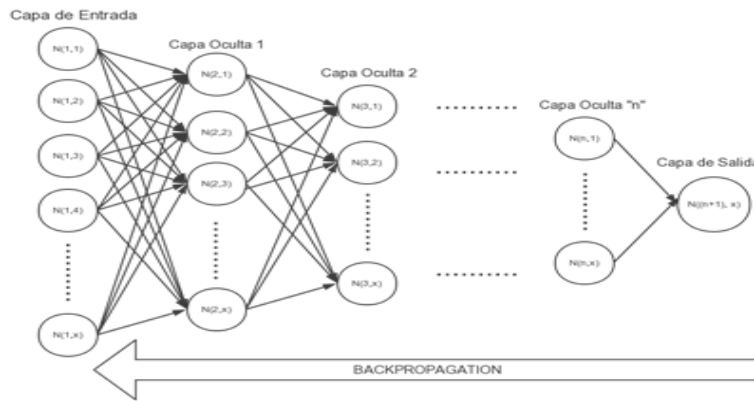 Capa de Entrada
N(1,1)
N(1,2)
N(1,3)
N(1,4)
N(1,x)
Capa Oculta 1
N(2,1)
N(2,2)
N(2,3)
N(2,x)
Capa Oculta 2
N(3,1)
N(3,2)
N(3,x)
Capa Oculta "n"
N(n,1)
N(n,x)
Capa de Salida
N((n+1), x)
BACKPROPAGATION